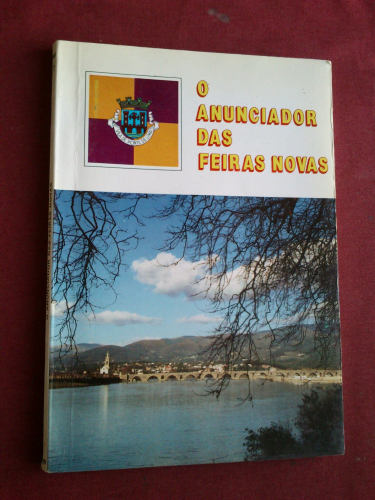 O
ANUNCIADOR
DAS
FEIRAS NOVAS